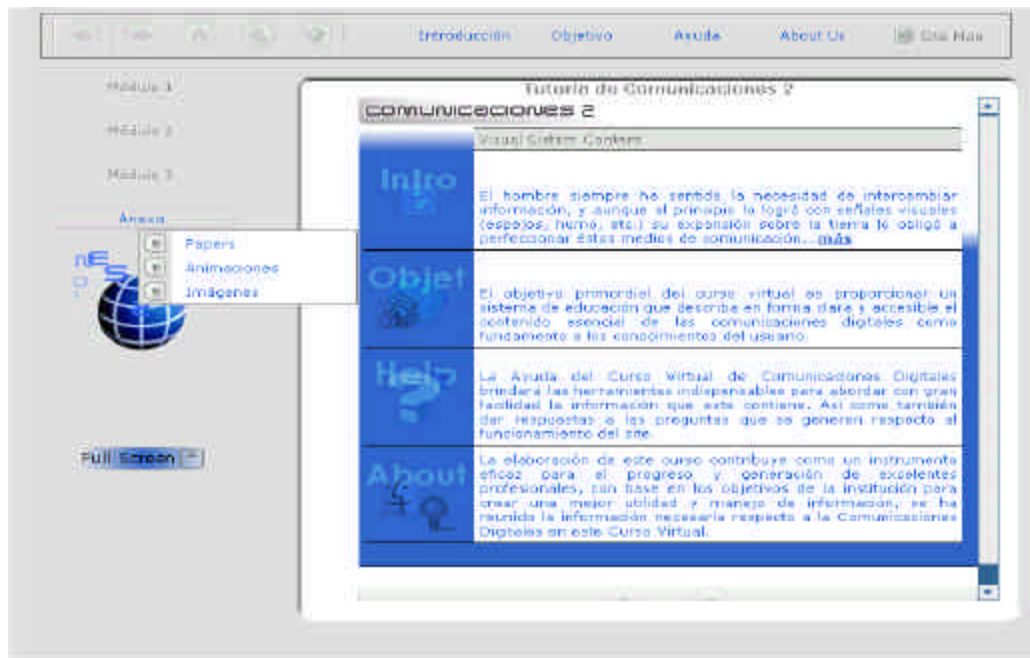 Introducción Objetivo Ayuda About Us Site Map
Módulo 1
Módulo 2
Módulo 3
Anexo
Papers
Animaciones
Imágenes
Full Screen
Tutoria de Comunicaciones 2
COMUNICACIONES 2
Visual Sistem Content
Intro
El hombre siempre ha sentido la necesidad de intercambiar
información, y aunque al principio lo logró con señales visuales
(espejos, humo, etc.) su expansión sobre la tierra le obligó a
perfeccionar éstos medios de comunicación...más
Objet
El objetivo primordial del curso virtual es proporcionar un
sistema de educación que describa en forma clara y accesible el
contenido esencial de las comunicaciones digitales como
fundamento a los conocimientos del usuario.
Help
La Ayuda del Curso Virtual de Comunicaciones Digitales
brindara las herramientas indispensables para abordar con gran
facilidad la información que este contiene. Así como también
dar respuestas a las preguntas que se generen respecto al
funcionamiento del site.
About
La elaboración de este curso contribuye como un instrumento
eficaz para el progreso y generación de excelentes
profesionales, con base en los objetivos de la institución para
crear una mejor utilidad y manejo de información, se ha
reunido la información necesaria respecto a la Comunicaciones
Digitales en este Curso Virtual.